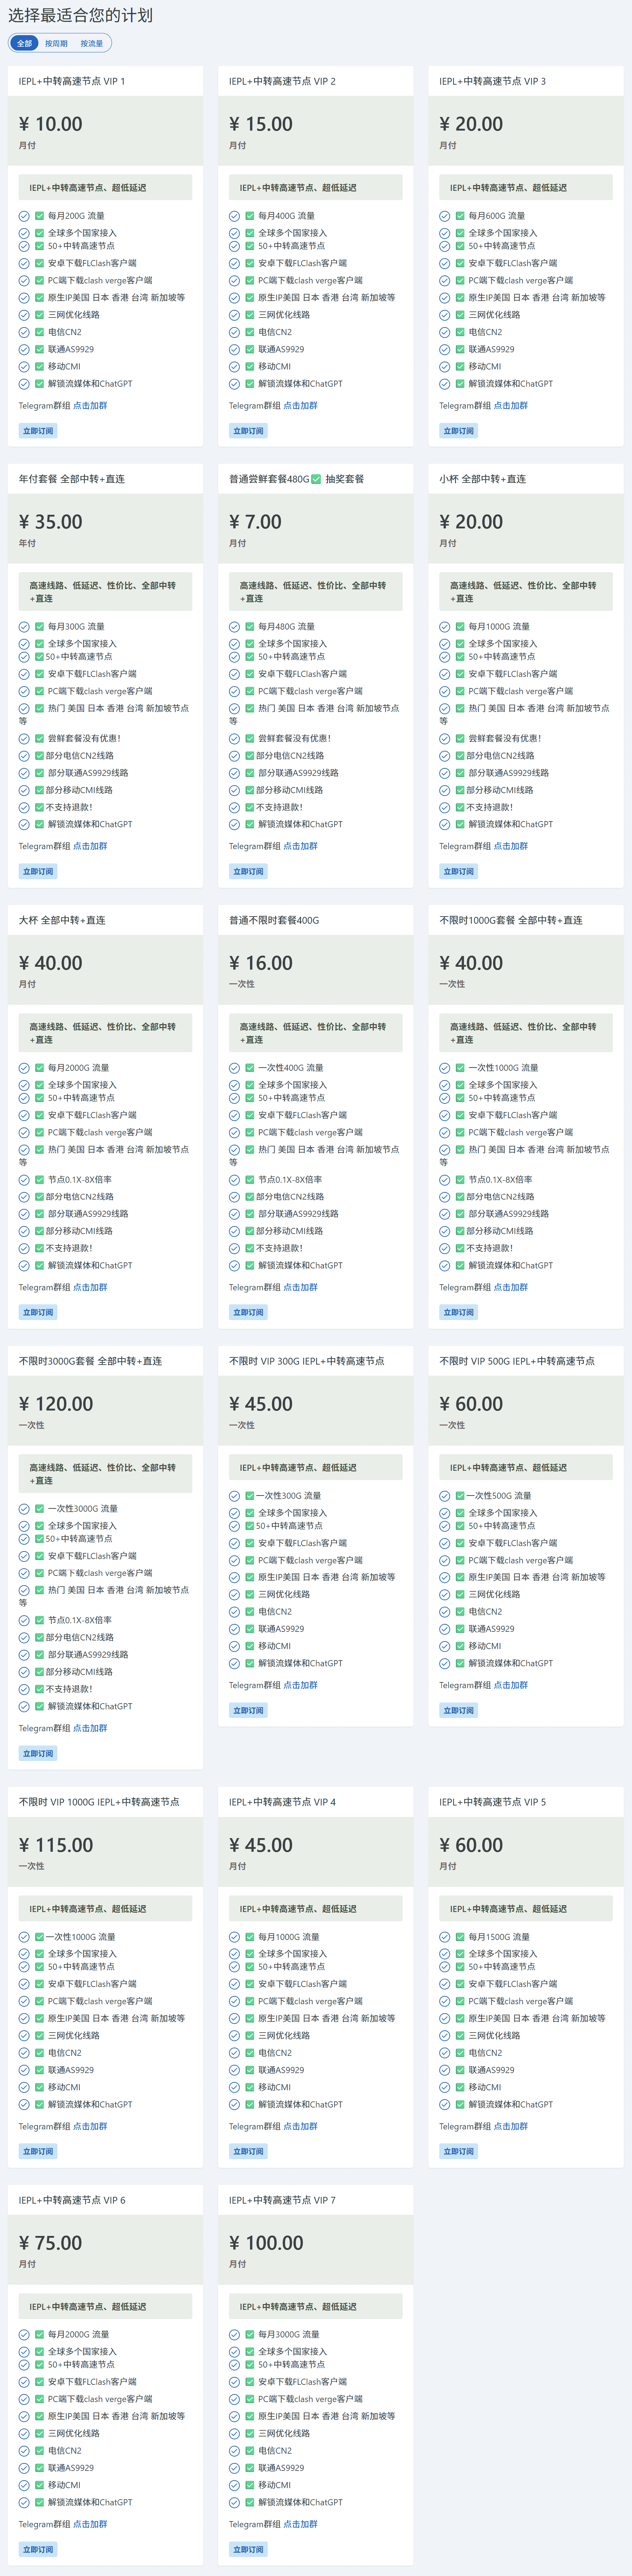 选择最适合您的计划
全部 按周期 按流量
IEPL+中转高速节点 VIP 1
¥ 10.00
月付
IEPL+中转高速节点、超低延迟
✅ 每月200G 流量
✅ 全球多个国家接入
✅ 50+中转高速节点
✅ 安卓下载FLClash客户端
✅ PC端下载clash verge客户端
✅ 原生IP美国 日本 香港 台湾 新加坡等
✅ 三网优化线路
✅ 电信CN2
✅ 联通AS9929
✅ 移动CMI
✅ 解锁流媒体和ChatGPT
Telegram群组 点击加群
立即订阅
IEPL+中转高速节点 VIP 2
¥ 15.00
月付
IEPL+中转高速节点、超低延迟
✅ 每月400G 流量
✅ 全球多个国家接入
✅ 50+中转高速节点
✅ 安卓下载FLClash客户端
✅ PC端下载clash verge客户端
✅ 原生IP美国 日本 香港 台湾 新加坡等
✅ 三网优化线路
✅ 电信CN2
✅ 联通AS9929
✅ 移动CMI
✅ 解锁流媒体和ChatGPT
Telegram群组 点击加群
立即订阅
IEPL+中转高速节点 VIP 3
¥ 20.00
月付
IEPL+中转高速节点、超低延迟
✅ 每月600G 流量
✅ 全球多个国家接入
✅ 50+中转高速节点
✅ 安卓下载FLClash客户端
✅ PC端下载clash verge客户端
✅ 原生IP美国 日本 香港 台湾 新加坡等
✅ 三网优化线路
✅ 电信CN2
✅ 联通AS9929
✅ 移动CMI
✅ 解锁流媒体和ChatGPT
Telegram群组 点击加群
立即订阅
年付套餐 全部中转+直连
¥ 35.00
年付
高速线路、低延迟、性价比、全部中转
+直连
✅ 每月300G 流量
✅ 全球多个国家接入
✅50+中转高速节点
✅ 安卓下载FLClash客户端
✅ PC端下载clash verge客户端
✅ 热门 美国 日本 香港 台湾 新加坡节点
等
✅ 尝鲜套餐没有优惠!
✅部分电信CN2线路
✅ 部分联通AS9929线路
✅部分移动CMI线路
✅不支持退款!
✅ 解锁流媒体和ChatGPT
Telegram群组 点击加群
立即订阅
普通尝鲜套餐480G✅ 抽奖套餐
¥ 7.00
月付
高速线路、低延迟、性价比、全部中转
+直连
✅ 每月480G 流量
✅ 全球多个国家接入
✅ 50+中转高速节点
✅ 安卓下载FLClash客户端
✅ PC端下载clash verge客户端
✅ 热门 美国 日本 香港 台湾 新加坡节点
等
✅ 尝鲜套餐没有优惠!
✅部分电信CN2线路
✅ 部分联通AS9929线路
✅部分移动CMI线路
✅不支持退款!
✅ 解锁流媒体和ChatGPT
Telegram群组 点击加群
立即订阅
小杯 全部中转+直连
¥ 20.00
月付
高速线路、低延迟、性价比、全部中转
+直连
✅ 每月1000G 流量
✅ 全球多个国家接入
✅ 50+中转高速节点
✅ 安卓下载FLClash客户端
✅ PC端下载clash verge客户端
✅ 热门 美国 日本 香港 台湾 新加坡节点
等
✅ 尝鲜套餐没有优惠!
✅部分电信CN2线路
✅ 部分联通AS9929线路
✅部分移动CMI线路
✅不支持退款!
✅ 解锁流媒体和ChatGPT
Telegram群组 点击加群
立即订阅
大杯 全部中转+直连
¥ 40.00
月付
高速线路、低延迟、性价比、全部中转
+直连
✅ 每月2000G 流量
✅ 全球多个国家接入
✅ 50+中转高速节点
✅ 安卓下载FLClash客户端
✅ PC端下载clash verge客户端
✅ 热门 美国 日本 香港 台湾 新加坡节点
等
✅ 节点0.1X-8X倍率
✅部分电信CN2线路
✅ 部分联通AS9929线路
✅部分移动CMI线路
✅不支持退款!
✅ 解锁流媒体和ChatGPT
Telegram群组 点击加群
立即订阅
普通不限时套餐400G
¥ 16.00
一次性
高速线路、低延迟、性价比、全部中转
+直连
✅ 一次性400G 流量
✅ 全球多个国家接入
✅ 50+中转高速节点
✅ 安卓下载FLClash客户端
✅ PC端下载clash verge客户端
✅ 热门 美国 日本 香港 台湾 新加坡节点
等
✅ 节点0.1X-8X倍率
✅部分电信CN2线路
✅ 部分联通AS9929线路
✅部分移动CMI线路
✅不支持退款!
✅ 解锁流媒体和ChatGPT
Telegram群组 点击加群
立即订阅
不限时1000G套餐 全部中转+直连
¥ 40.00
一次性
高速线路、低延迟、性价比、全部中转
+直连
✅ 一次性1000G 流量
✅ 全球多个国家接入
✅ 50+中转高速节点
✅ 安卓下载FLClash客户端
✅ PC端下载clash verge客户端
✅ 热门 美国 日本 香港 台湾 新加坡节点
等
✅ 节点0.1X-8X倍率
✅部分电信CN2线路
✅ 部分联通AS9929线路
✅部分移动CMI线路
✅不支持退款!
✅ 解锁流媒体和ChatGPT
Telegram群组 点击加群
立即订阅
不限时3000G套餐 全部中转+直连
¥ 120.00
一次性
高速线路、低延迟、性价比、全部中转
+直连
✅ 一次性3000G 流量
✅ 全球多个国家接入
✅50+中转高速节点
✅ 安卓下载FLClash客户端
✅ PC端下载clash verge客户端
✅ 热门 美国 日本 香港 台湾 新加坡节点
等
✅ 节点0.1X-8X倍率
✅部分电信CN2线路
✅ 部分联通AS9929线路
✅部分移动CMI线路
✅不支持退款!
✅ 解锁流媒体和ChatGPT
Telegram群组 点击加群
立即订阅
不限时 VIP 300G IEPL+中转高速节点
¥ 45.00
一次性
IEPL+中转高速节点、超低延迟
✅一次性300G 流量
✅ 全球多个国家接入
✅50+中转高速节点
✅ 安卓下载FLClash客户端
✅ PC端下载clash verge客户端
✅ 原生IP美国 日本 香港 台湾 新加坡等
✅ 三网优化线路
✅ 电信CN2
✅ 联通AS9929
✅ 移动CMI
✅ 解锁流媒体和ChatGPT
Telegram群组 点击加群
立即订阅
不限时 VIP 500G IEPL+中转高速节点
¥ 60.00
一次性
IEPL+中转高速节点、超低延迟
✅一次性500G 流量
✅ 全球多个国家接入
✅ 50+中转高速节点
✅ 安卓下载FLClash客户端
✅ PC端下载clash verge客户端
✅ 原生IP美国 日本 香港 台湾 新加坡等
✅ 三网优化线路
✅ 电信CN2
✅ 联通AS9929
✅ 移动CMI
✅ 解锁流媒体和ChatGPT
Telegram群组 点击加群
立即订阅
不限时 VIP 1000G IEPL+中转高速节点
¥ 115.00
一次性
IEPL+中转高速节点、超低延迟
✅一次性1000G 流量
✅ 全球多个国家接入
✅ 50+中转高速节点
✅ 安卓下载FLClash客户端
✅ PC端下载clash verge客户端
✅ 原生IP美国 日本 香港 台湾 新加坡等
✅ 三网优化线路
✅ 电信CN2
✅ 联通AS9929
✅ 移动CMI
✅ 解锁流媒体和ChatGPT
Telegram群组 点击加群
立即订阅
IEPL+中转高速节点 VIP 4
¥ 45.00
月付
IEPL+中转高速节点、超低延迟
✅ 每月1000G 流量
✅ 全球多个国家接入
✅ 50+中转高速节点
✅ 安卓下载FLClash客户端
✅ PC端下载clash verge客户端
✅ 原生IP美国 日本 香港 台湾 新加坡等
✅ 三网优化线路
✅ 电信CN2
✅ 联通AS9929
✅ 移动CMI
✅ 解锁流媒体和ChatGPT
Telegram群组 点击加群
立即订阅
IEPL+中转高速节点 VIP 5
¥ 60.00
月付
IEPL+中转高速节点、超低延迟
✅ 每月1500G 流量
✅ 全球多个国家接入
✅ 50+中转高速节点
✅ 安卓下载FLClash客户端
✅ PC端下载clash verge客户端
✅ 原生IP美国 日本 香港 台湾 新加坡等
✅ 三网优化线路
✅ 电信CN2
✅ 联通AS9929
✅ 移动CMI
✅ 解锁流媒体和ChatGPT
Telegram群组 点击加群
立即订阅
IEPL+中转高速节点 VIP 6
¥ 75.00
月付
IEPL+中转高速节点、超低延迟
✅ 每月2000G 流量
✅ 全球多个国家接入
✅ 50+中转高速节点
✅ 安卓下载FLClash客户端
✅ PC端下载clash verge客户端
✅ 原生IP美国 日本 香港 台湾 新加坡等
✅ 三网优化线路
✅ 电信CN2
✅ 联通AS9929
✅ 移动CMI
✅ 解锁流媒体和ChatGPT
Telegram群组 点击加群
立即订阅
IEPL+中转高速节点 VIP 7
¥ 100.00
月付
IEPL+中转高速节点、超低延迟
✅ 每月3000G 流量
✅ 全球多个国家接入
✅ 50+中转高速节点
✅ 安卓下载FLClash客户端
✅ PC端下载clash verge客户端
✅ 原生IP美国 日本 香港 台湾 新加坡等
✅ 三网优化线路
✅ 电信CN2
✅ 联通AS9929
✅ 移动CMI
✅ 解锁流媒体和ChatGPT
Telegram群组 点击加群
立即订阅